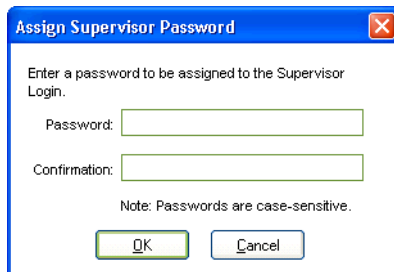 Assign Supervisor Password
Enter a password to be assigned to the Supervisor
Login.
Password:
Confirmation:
Note: Passwords are case-sensitive.
OK Cancel